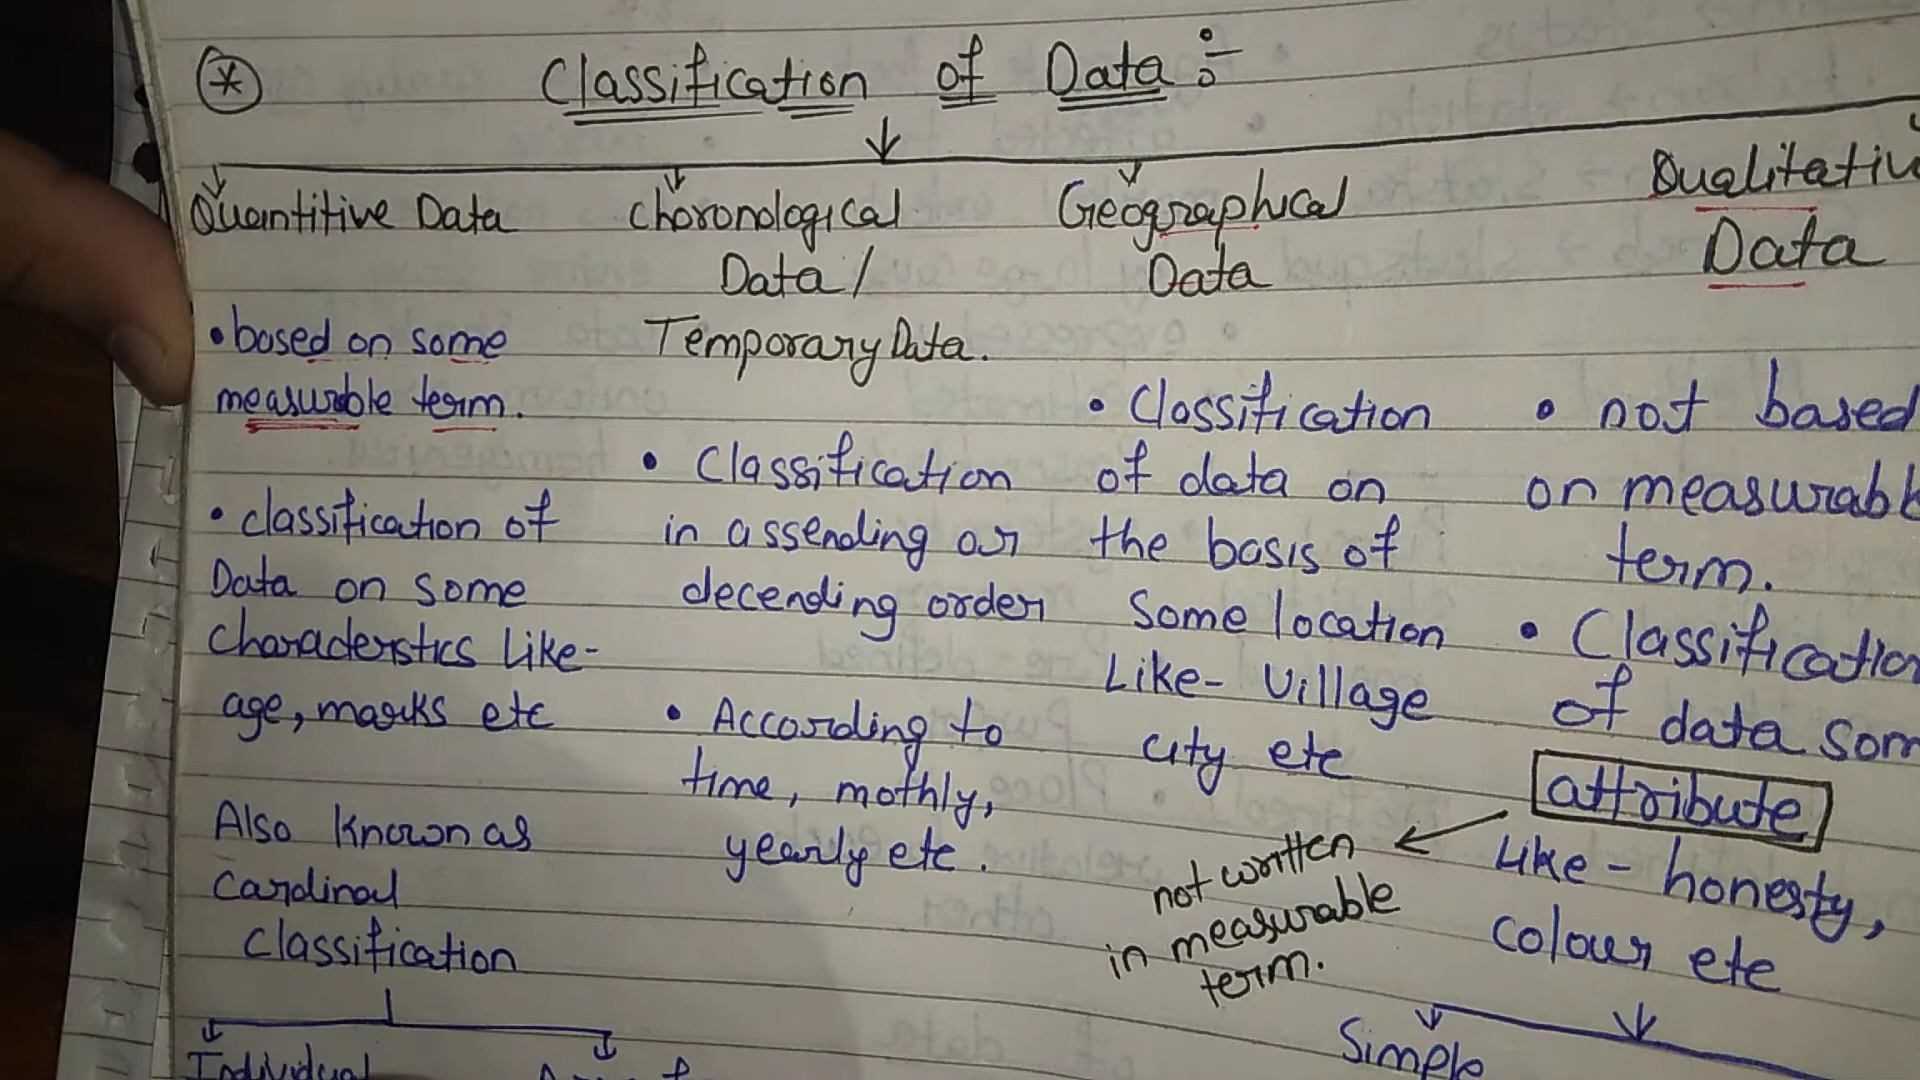 * Classification of Data :-
Quantitive Data
• based on some
measurable term.
• classification of
Data on some
characterstics like-
age, marks etc
Also known as
Cardinal
Classification
Individual
Choronological
Data /
Temporary Data.
• Classification
in assending or
decending order
• According to
time, mothly,
yearly etc.
Geographical
Data
• Classification
of data on
the basis of
Some location
Like- Village
city etc
Qualitativ
Data
• not based
on measurabl
term.
• Classification
of data som
attribute
Like - honesty,
colour etc
not written
in measurable
term.
Simple